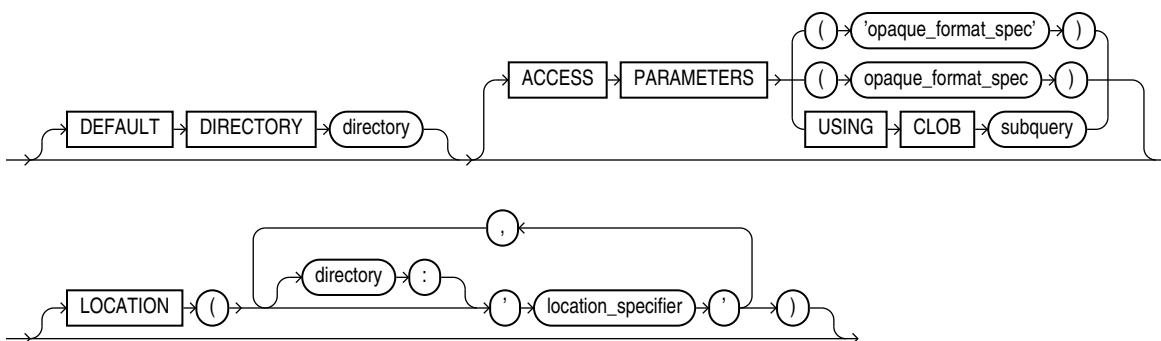 ( 'opaque_format_spec' )
ACCESS PARAMETERS ( opaque_format_spec )
DEFAULT DIRECTORY directory USING CLOB subquery
,
directory :
LOCATION ( ' location_specifier ' )